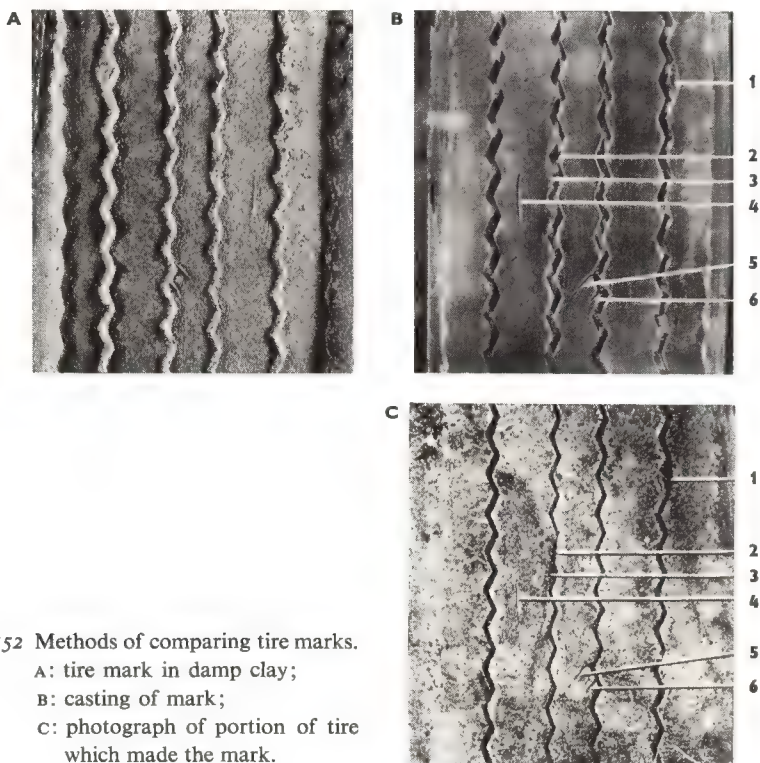 A
B
1
2
3
4
5
6
C
1
2
3
4
5
6
52 Methods of comparing tire marks.
A: tire mark in damp clay;
B: casting of mark;
C: photograph of portion of tire
which made the mark.